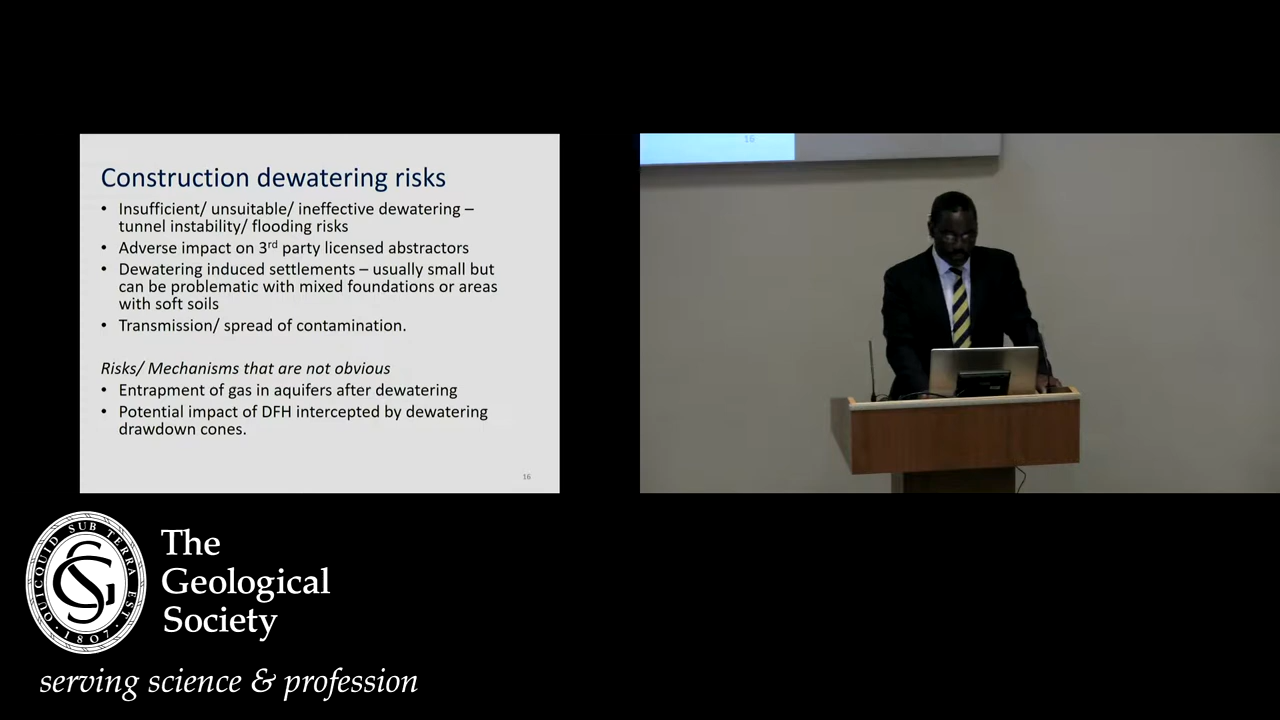 Construction dewatering risks
• Insufficient/ unsuitable/ ineffective dewatering –
tunnel instability/ flooding risks
• Adverse impact on 3rd party licensed abstractors
• Dewatering induced settlements – usually small but
can be problematic with mixed foundations or areas
with soft soils
• Transmission/ spread of contamination.
Risks/ Mechanisms that are not obvious
• Entrapment of gas in aquifers after dewatering
• Potential impact of DFH intercepted by dewatering
drawdown cones.
16
16
QUICQUID SUB TERRA EST
· 1807 ·
The
Geological
Society
serving science & profession